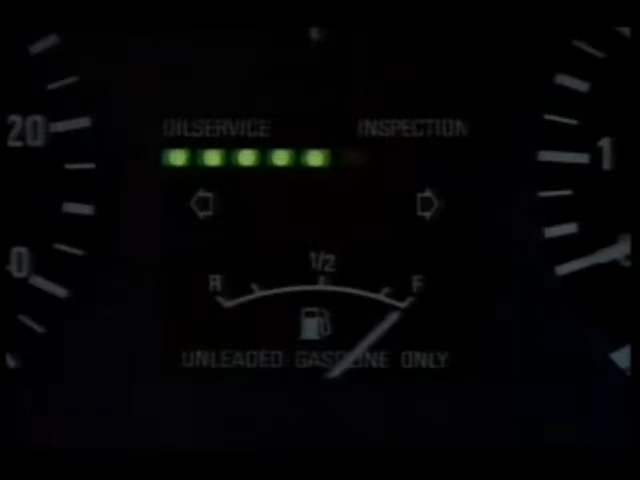 OILSERVICE INSPECTION
20
1
0
1/2
R F
UNLEADED GASOLINE ONLY